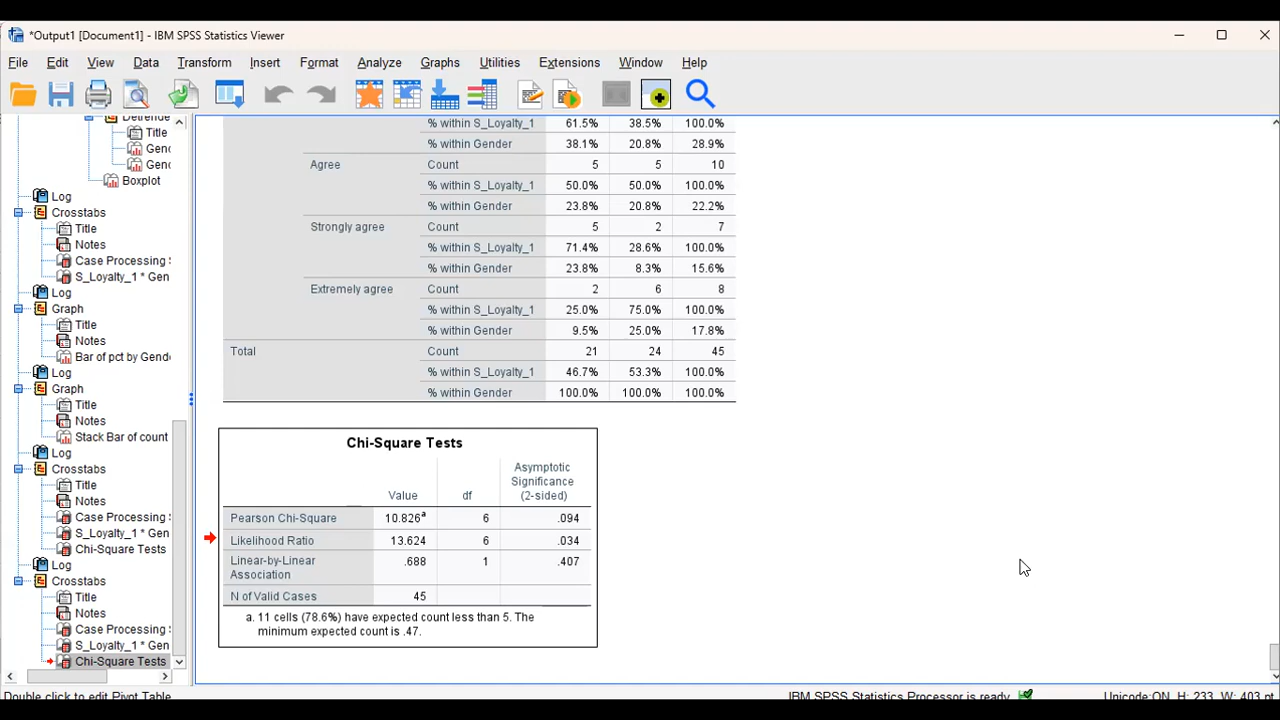 *Output1 [Document1] - IBM SPSS Statistics Viewer
File Edit View Data Transform Insert Format Analyze Graphs Utilities Extensions Window Help
Detrende
Title
Genc
Genc
Boxplot
Log
Crosstabs
Title
Notes
Case Processing S
S_Loyalty_1 * Gen
Log
Graph
Title
Notes
Bar of pct by Gende
Log
Graph
Title
Notes
Stack Bar of count
Log
Crosstabs
Title
Notes
Case Processing S
S_Loyalty_1 * Gen
Chi-Square Tests
Log
Crosstabs
Title
Notes
Case Processing S
S_Loyalty_1 * Gen
Chi-Square Tests
% within S_Loyalty_1 61.5% 38.5% 100.0%
% within Gender 38.1% 20.8% 28.9%
Agree Count 5 5 10
% within S_Loyalty_1 50.0% 50.0% 100.0%
% within Gender 23.8% 20.8% 22.2%
Strongly agree Count 5 2 7
% within S_Loyalty_1 71.4% 28.6% 100.0%
% within Gender 23.8% 8.3% 15.6%
Extremely agree Count 2 6 8
% within S_Loyalty_1 25.0% 75.0% 100.0%
% within Gender 9.5% 25.0% 17.8%
Total Count 21 24 45
% within S_Loyalty_1 46.7% 53.3% 100.0%
% within Gender 100.0% 100.0% 100.0%
Chi-Square Tests
Asymptotic
Significance
Value df (2-sided)
Pearson Chi-Square 10.826a 6 .094
Likelihood Ratio 13.624 6 .034
Linear-by-Linear .688 1 .407
Association
N of Valid Cases 45
a. 11 cells (78.6%) have expected count less than 5. The
minimum expected count is .47.
Double click to edit Pivot Table IBM SPSS Statistics Processor is ready Unicode:ON, H: 233, W: 403 pt